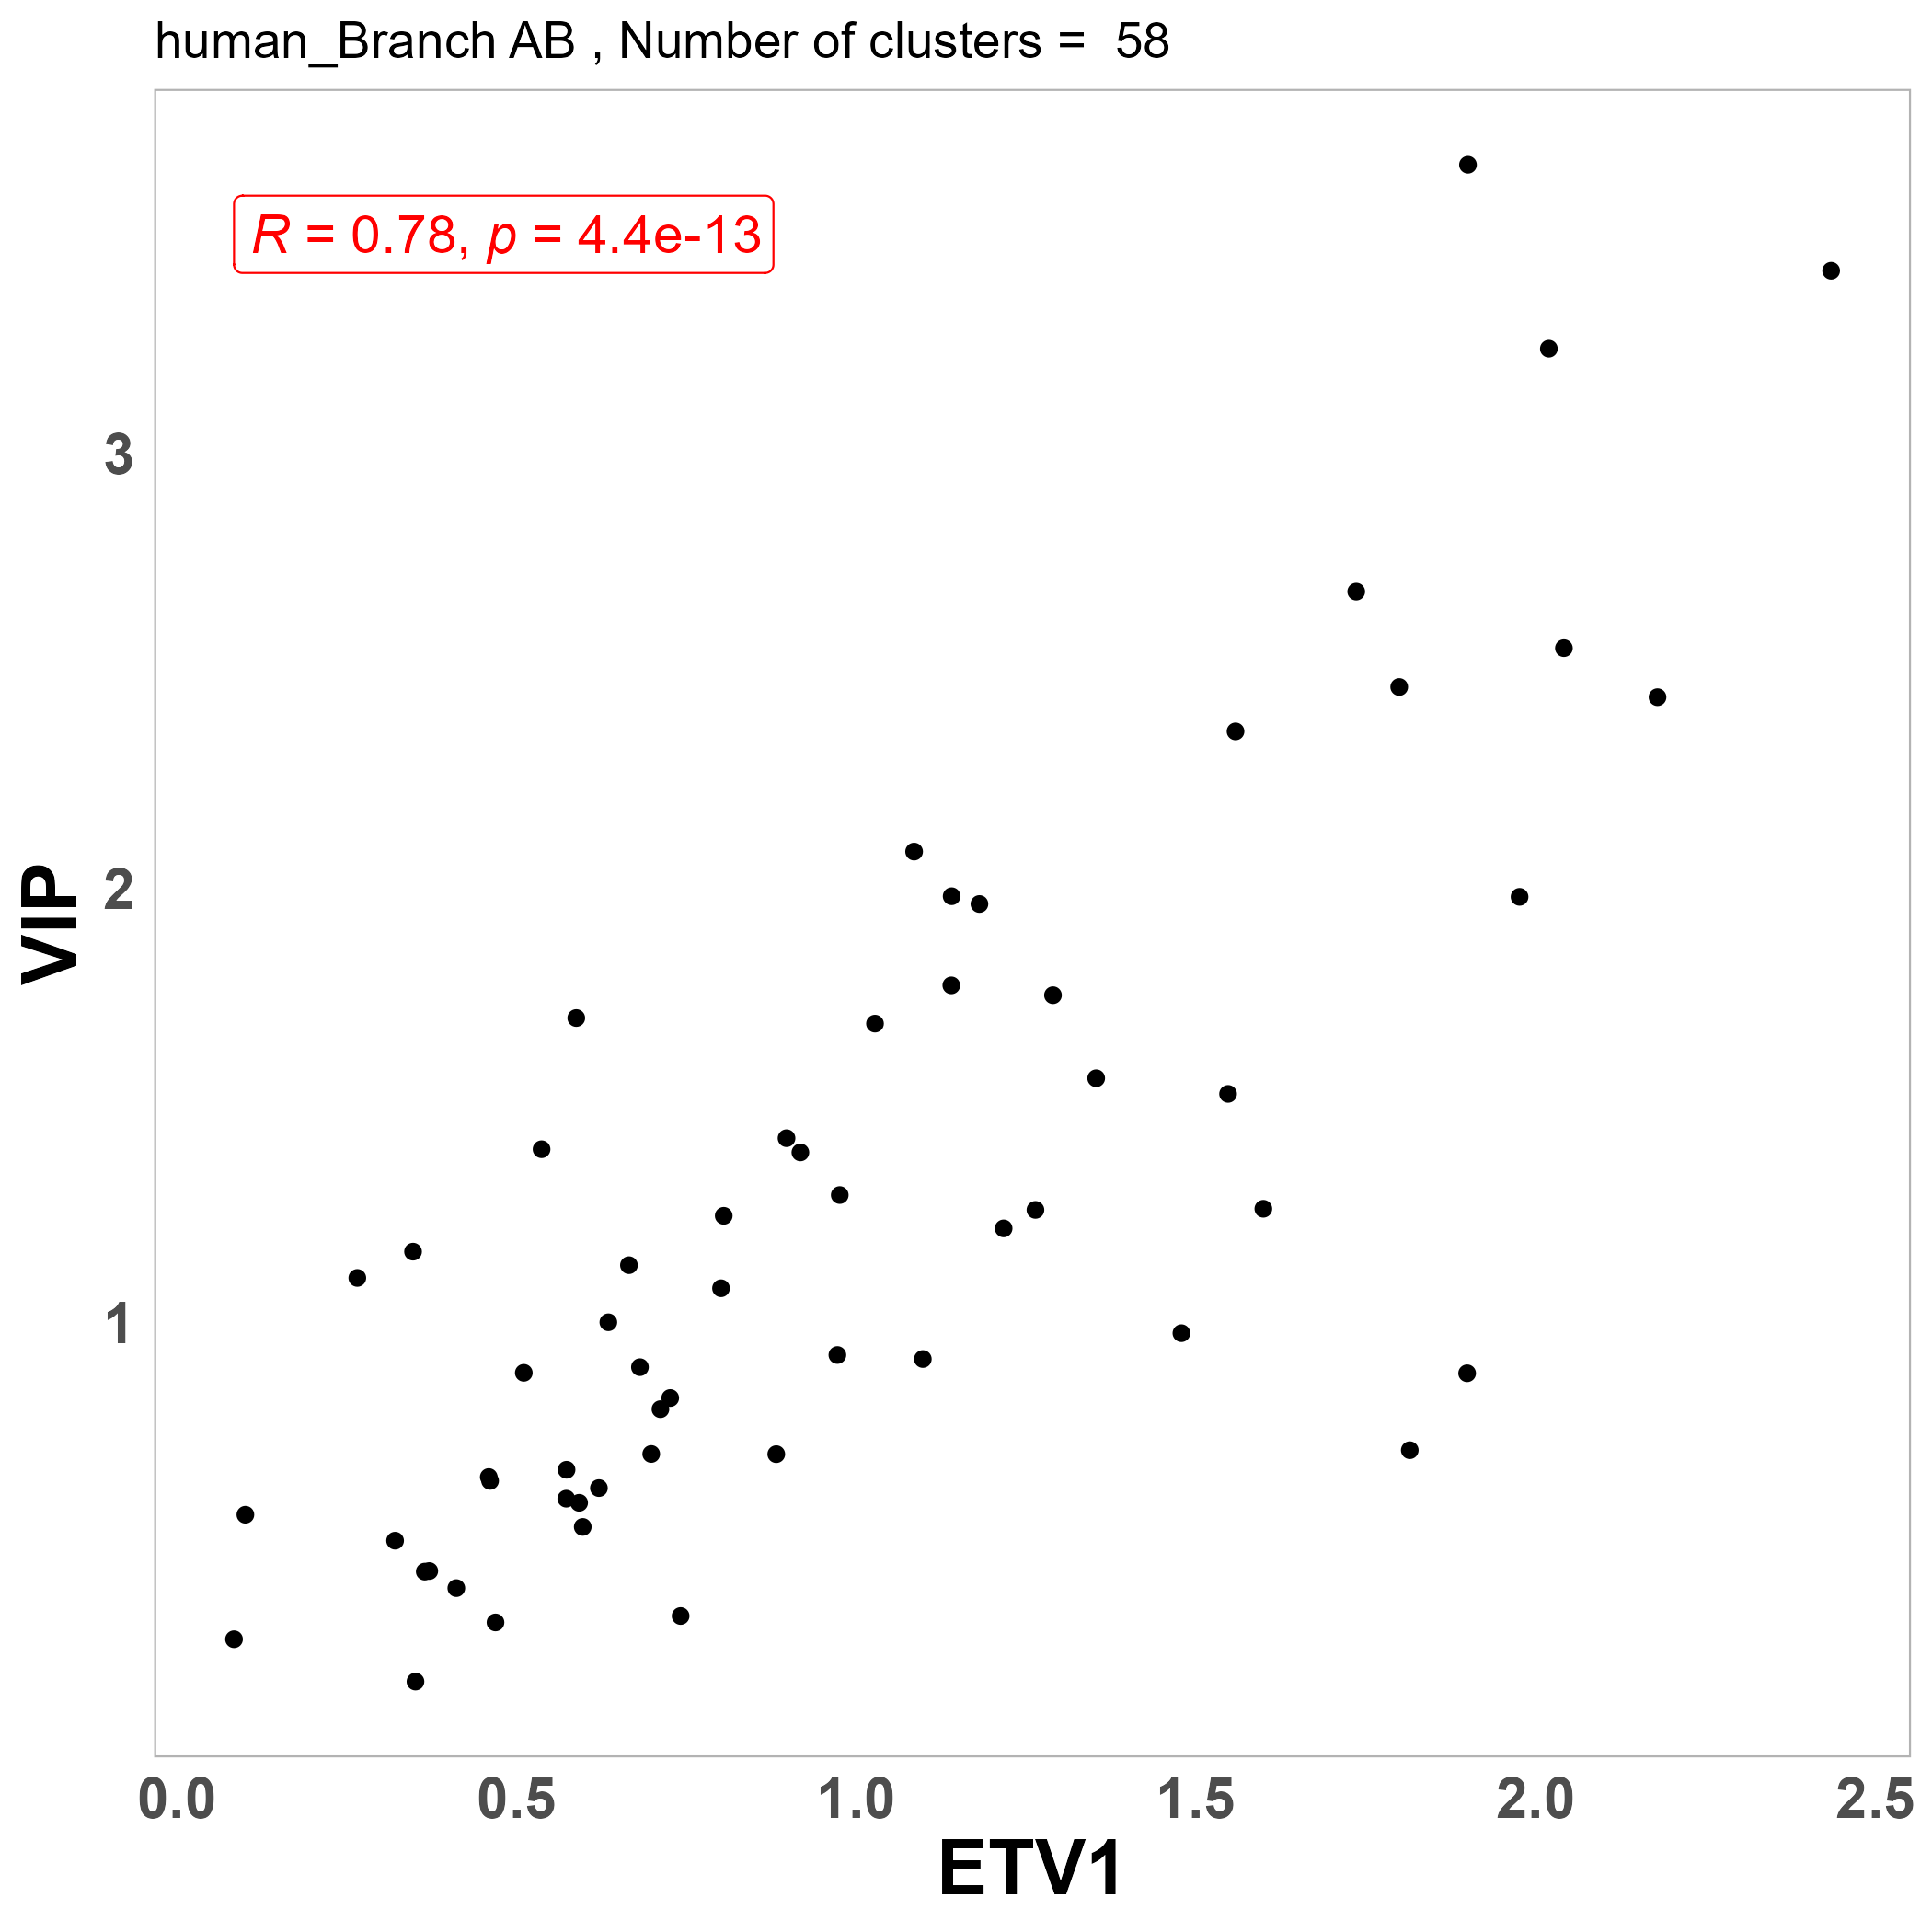 human_Branch AB , Number of clusters =  58
R = 0.78, p = 4.4e-13
3
2
1
VIP
0.0 0.5 1.0 1.5 2.0 2.5
ETV1